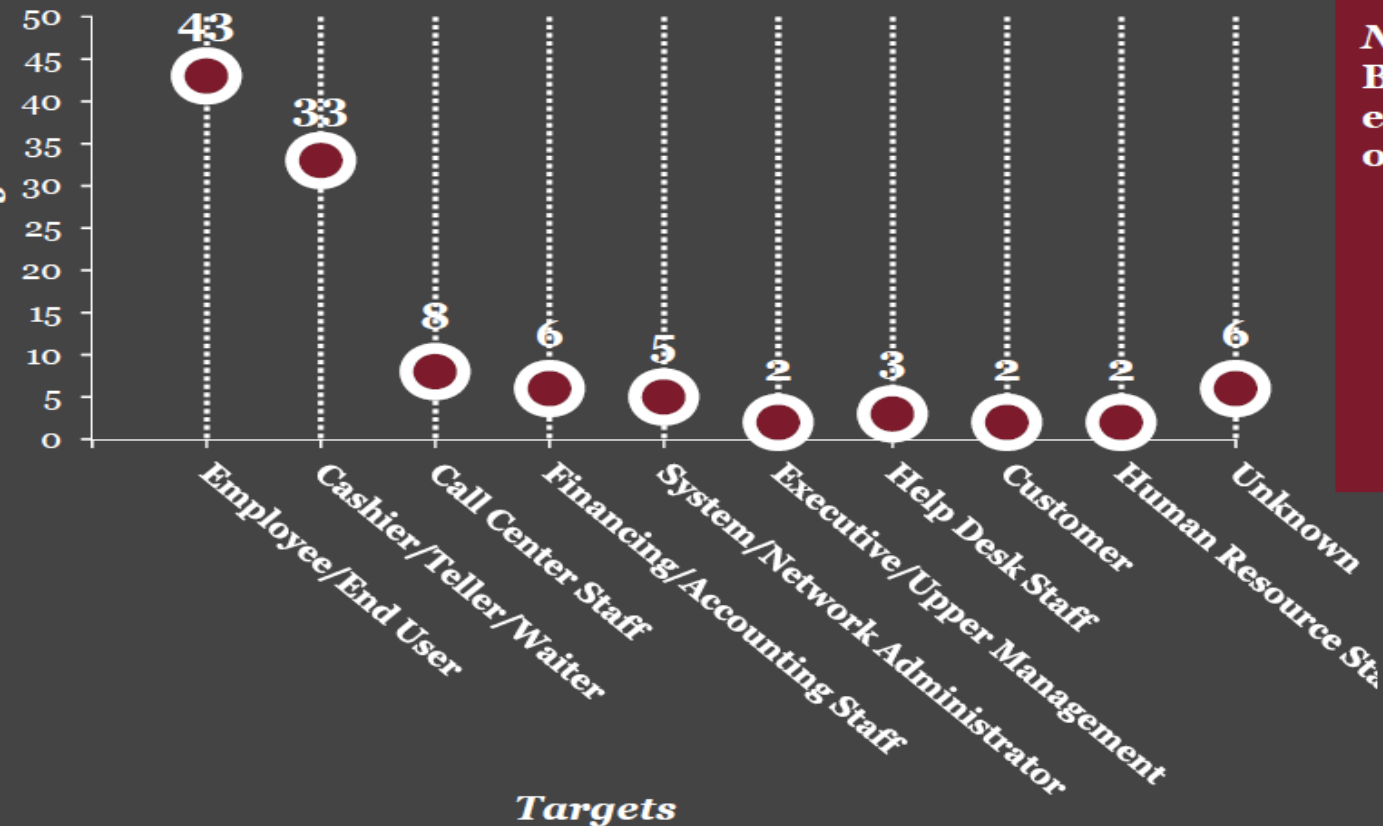 50
45
40
35
30
25
20
15
10
5
0
43
33
8
6
5
2
3
2
2
6
Employee/End User
Cashier/Teller/Waiter
Call Center Staff
Financing/Accounting Staff
System/Network Administrator
Executive/Upper Management
Help Desk Staff
Customer
Human Resource
Unknown
Targets